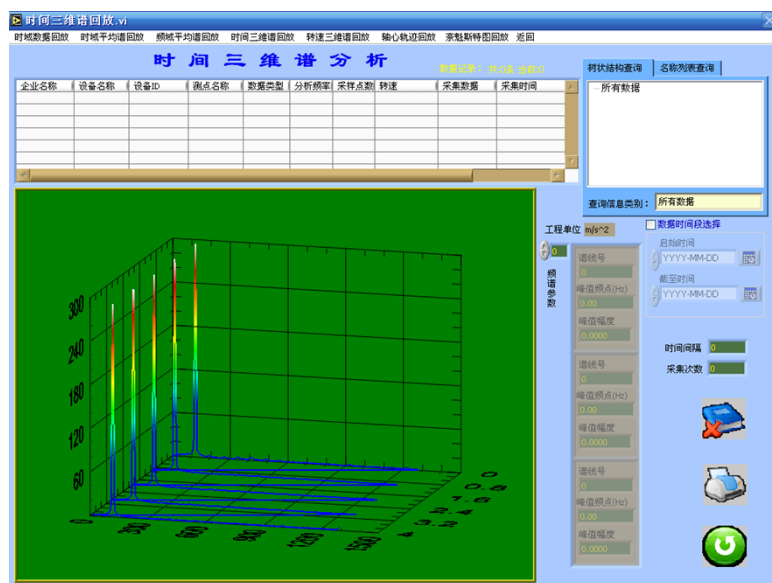 时间三维谱回放.vi
时域数据回放 时域平均谱回放 频域平均谱回放 时间三维谱回放 转速三维谱回放 轴心轨迹回放 奈魁斯特图回放 返回
时间三维谱分析
数据记录： 共:0条 当前:0
企业名称 设备名称 设备ID 测点名称 数据类型 分析频率 采样点数 转速 采集数据 采集时间
树状结构查询 名称列表查询
所有数据
查询信息类别： 所有数据
工程单位 m/s^2
数据时间段选择
启始时间
YYYY-MM-DD
截至时间
YYYY-MM-DD
0
频谱参数
谱线号
0
峰值频点(Hz)
0.00
峰值幅度
0.0000
谱线号
0
峰值频点(Hz)
0.00
峰值幅度
0.0000
谱线号
0
峰值频点(Hz)
0.00
峰值幅度
0.0000
时间间隔 0
采集次数 0
300
240
180
120
60
0
300
600
900
1200
1500
0
0.8
1.6
2.4
3.2
4